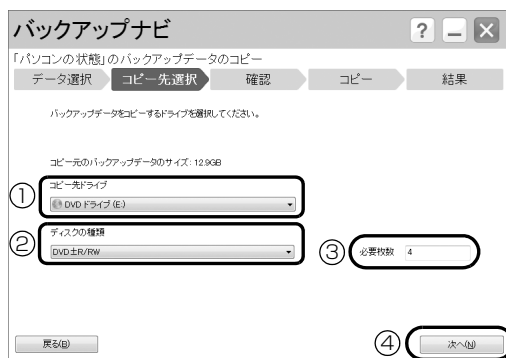 バックアップナビ
?
「パソコンの状態」のバックアップデータのコピー
データ選択 コピー先選択 確認 コピー 結果
バックアップデータをコピーするドライブを選択してください。
コピー元のバックアップデータのサイズ: 12.9GB
コピー先ドライブ
① DVD ドライブ (E:)
ディスクの種類
② DVD±R/RW
③ 必要枚数 4
戻る(B) ④ 次へ(N)